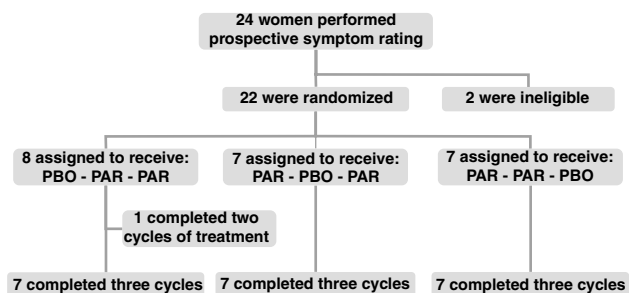 24 women performed
prospective symptom rating
22 were randomized
2 were ineligible
8 assigned to receive:
PBO - PAR - PAR
7 assigned to receive:
PAR - PBO - PAR
7 assigned to receive:
PAR - PAR - PBO
1 completed two
cycles of treatment
7 completed three cycles
7 completed three cycles
7 completed three cycles